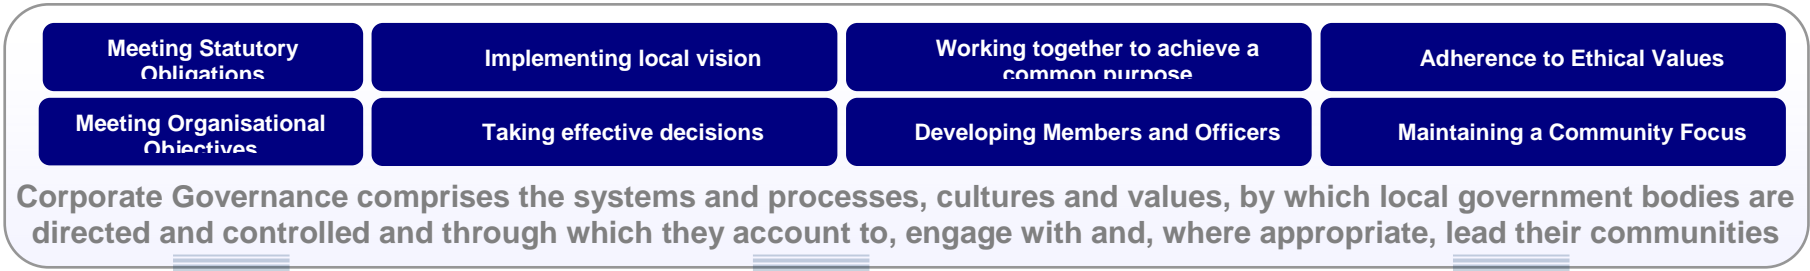 Meeting Statutory
Obligations
Implementing local vision
Working together to achieve a
common purpose
Adherence to Ethical Values
Meeting Organisational
Objectives
Taking effective decisions
Developing Members and Officers
Maintaining a Community Focus
Corporate Governance comprises the systems and processes, cultures and values, by which local government bodies are
directed and controlled and through which they account to, engage with and, where appropriate, lead their communities